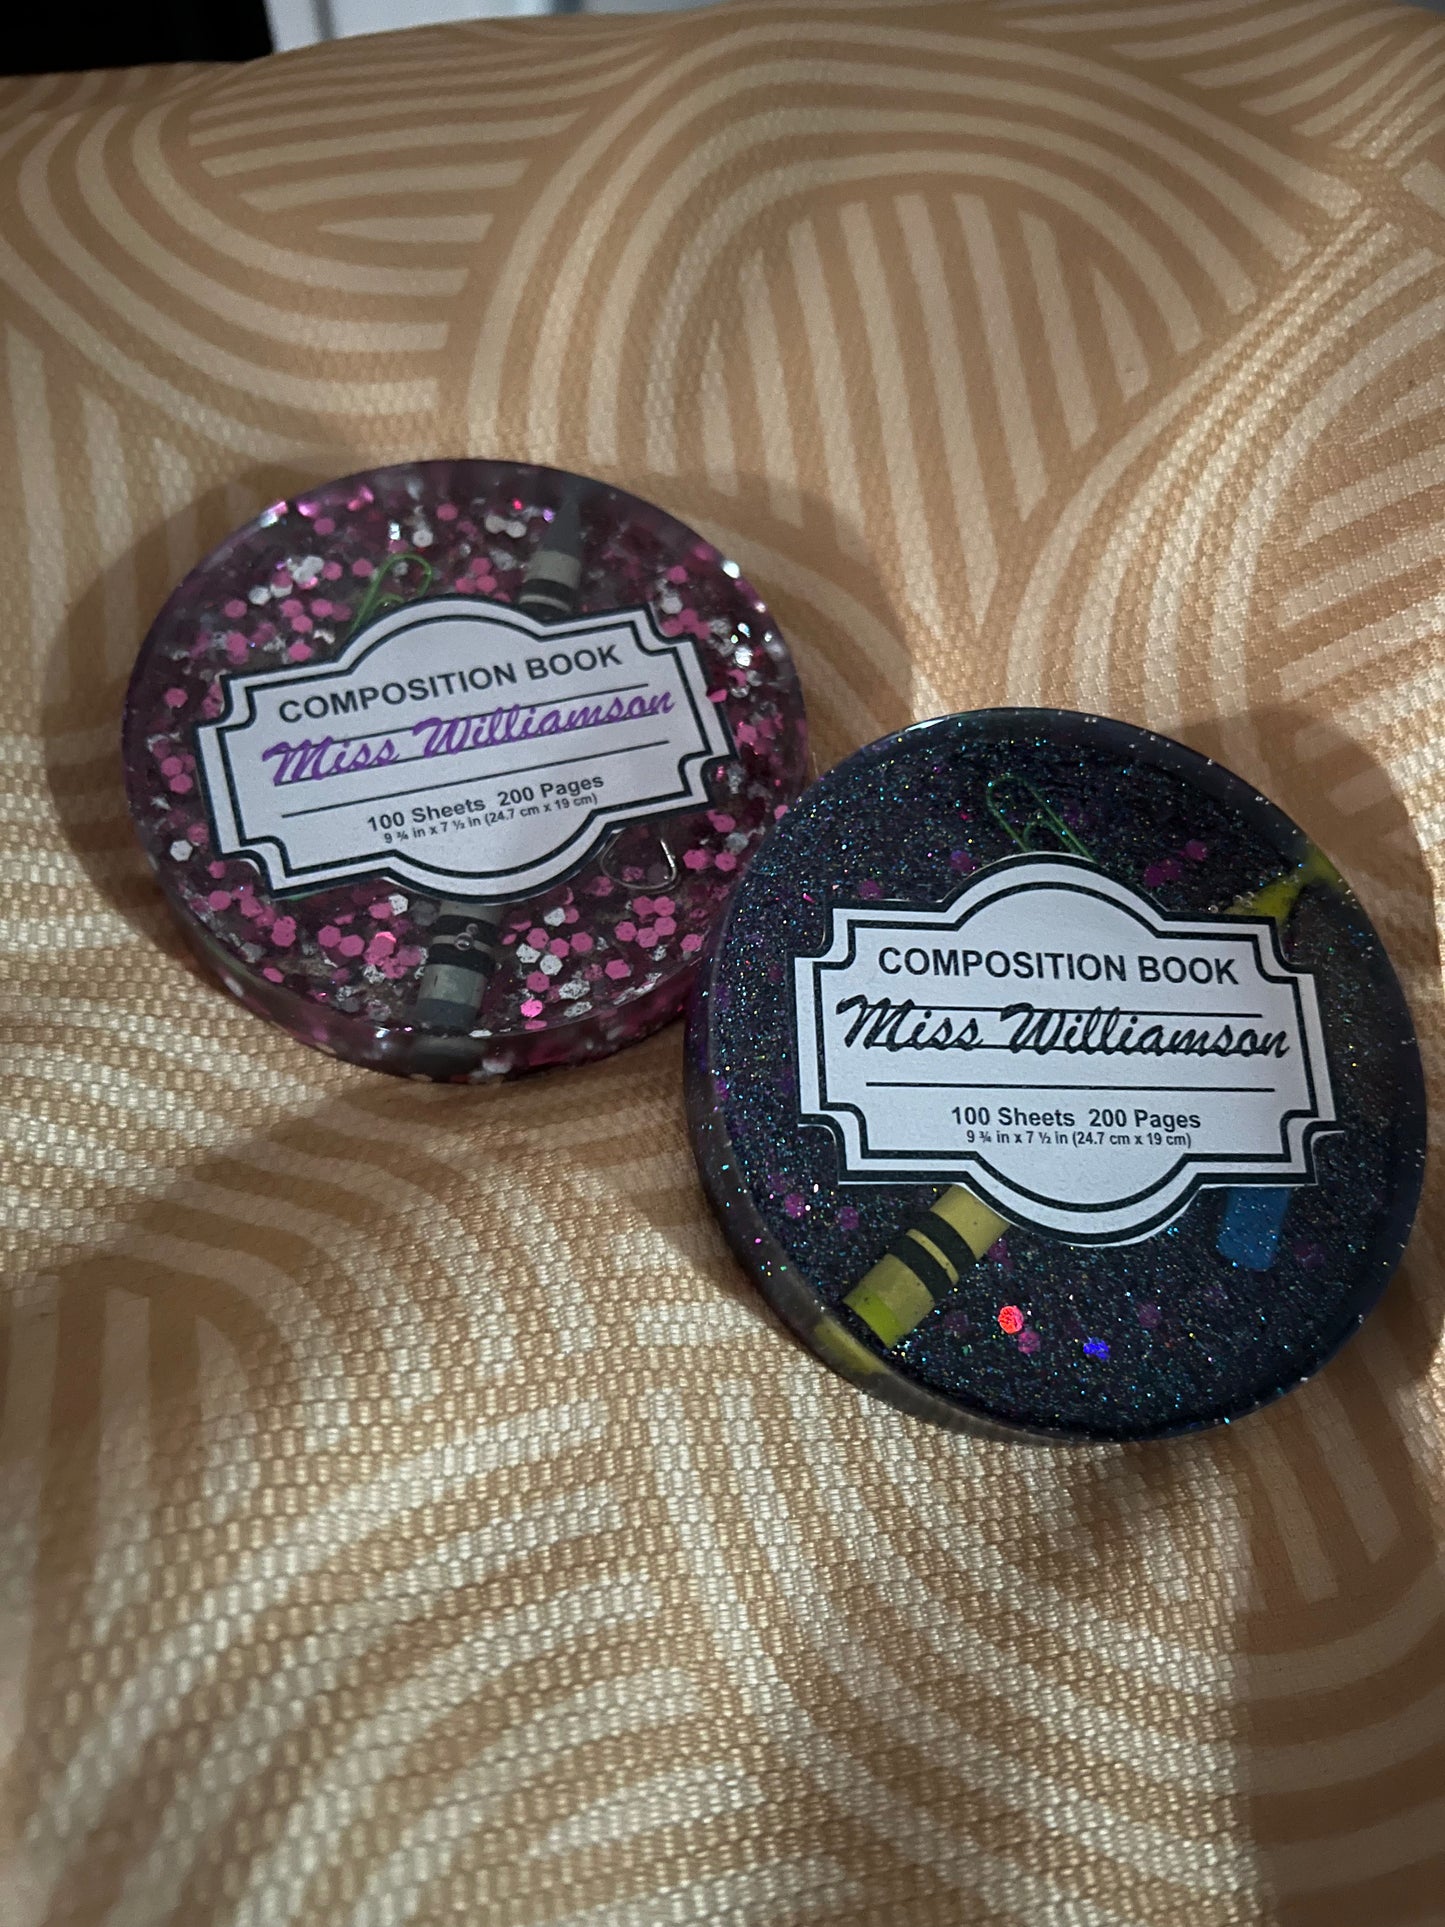 COMPOSITION BOOK
Miss Williamson
100 Sheets 200 Pages
9 ¾ in x 7 ½ in (24.7 cm x 19 cm)
COMPOSITION BOOK
Miss Williamson
100 Sheets 200 Pages
9 ¾ in x 7 ½ in (24.7 cm x 19 cm)